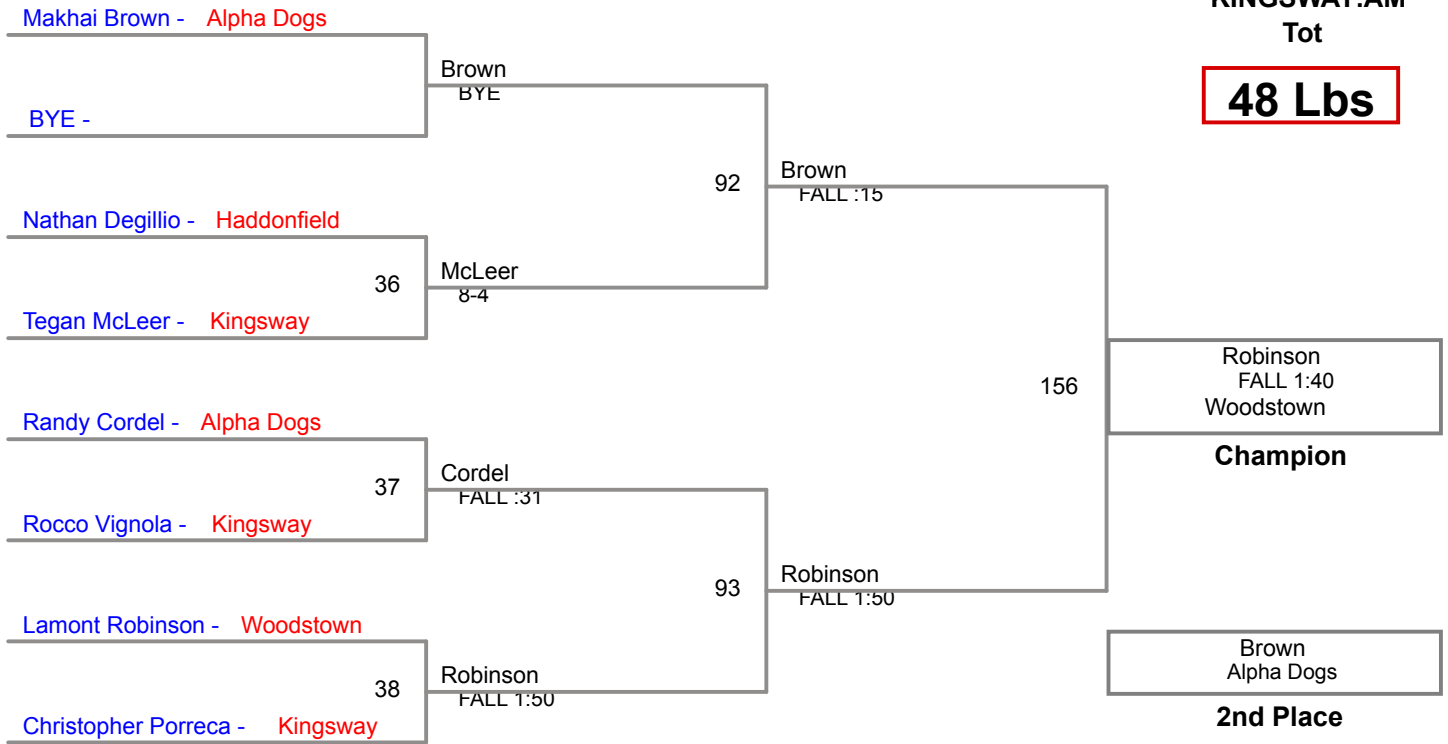 KINGSWAY.AM
Tot
48 Lbs
Makhai Brown - Alpha Dogs
BYE -
Nathan Degillio - Haddonfield
Tegan McLeer - Kingsway
Randy Cordel - Alpha Dogs
Rocco Vignola - Kingsway
Lamont Robinson - Woodstown
Christopher Porreca - Kingsway
Brown
BYE
36
McLeer
8-4
37
Cordel
FALL :31
38
Robinson
FALL 1:50
92
Brown
FALL :15
93
Robinson
FALL 1:50
156
Robinson
FALL 1:40
Woodstown
Champion
Brown
Alpha Dogs
2nd Place